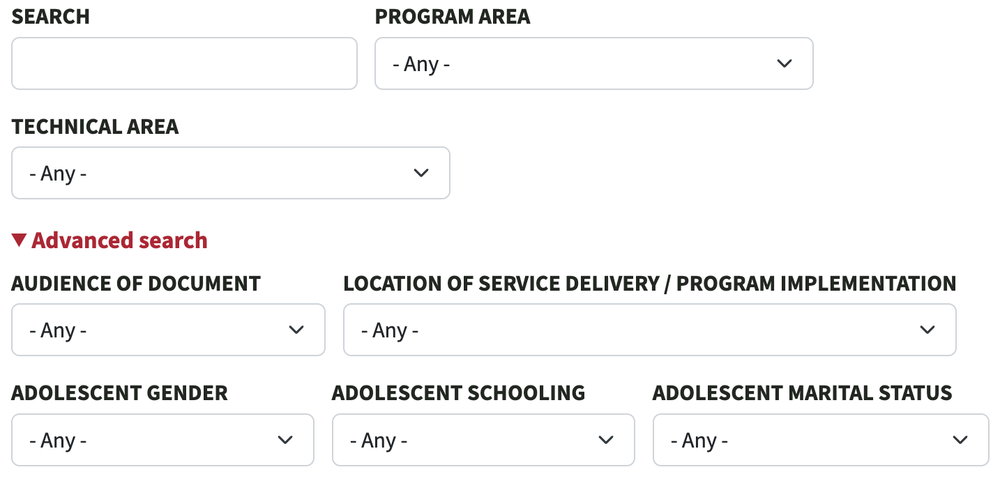 SEARCH PROGRAM AREA
- Any -
TECHNICAL AREA
- Any -
Advanced search
AUDIENCE OF DOCUMENT LOCATION OF SERVICE DELIVERY / PROGRAM IMPLEMENTATION
- Any - - Any -
ADOLESCENT GENDER ADOLESCENT SCHOOLING ADOLESCENT MARITAL STATUS
- Any - - Any - - Any -